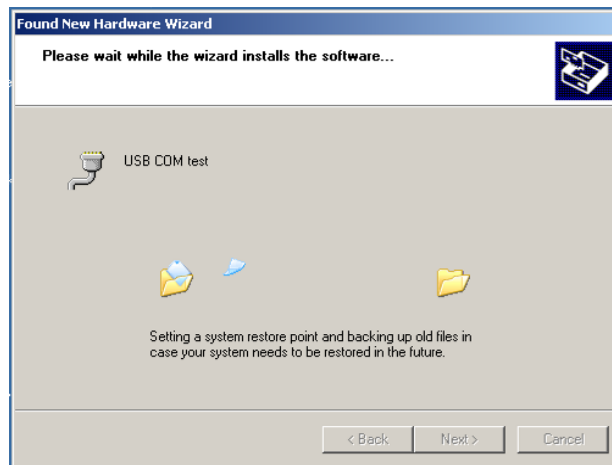 Found New Hardware Wizard
Please wait while the wizard installs the software...
USB COM test
Setting a system restore point and backing up old files in
case your system needs to be restored in the future.
< Back
Next >
Cancel